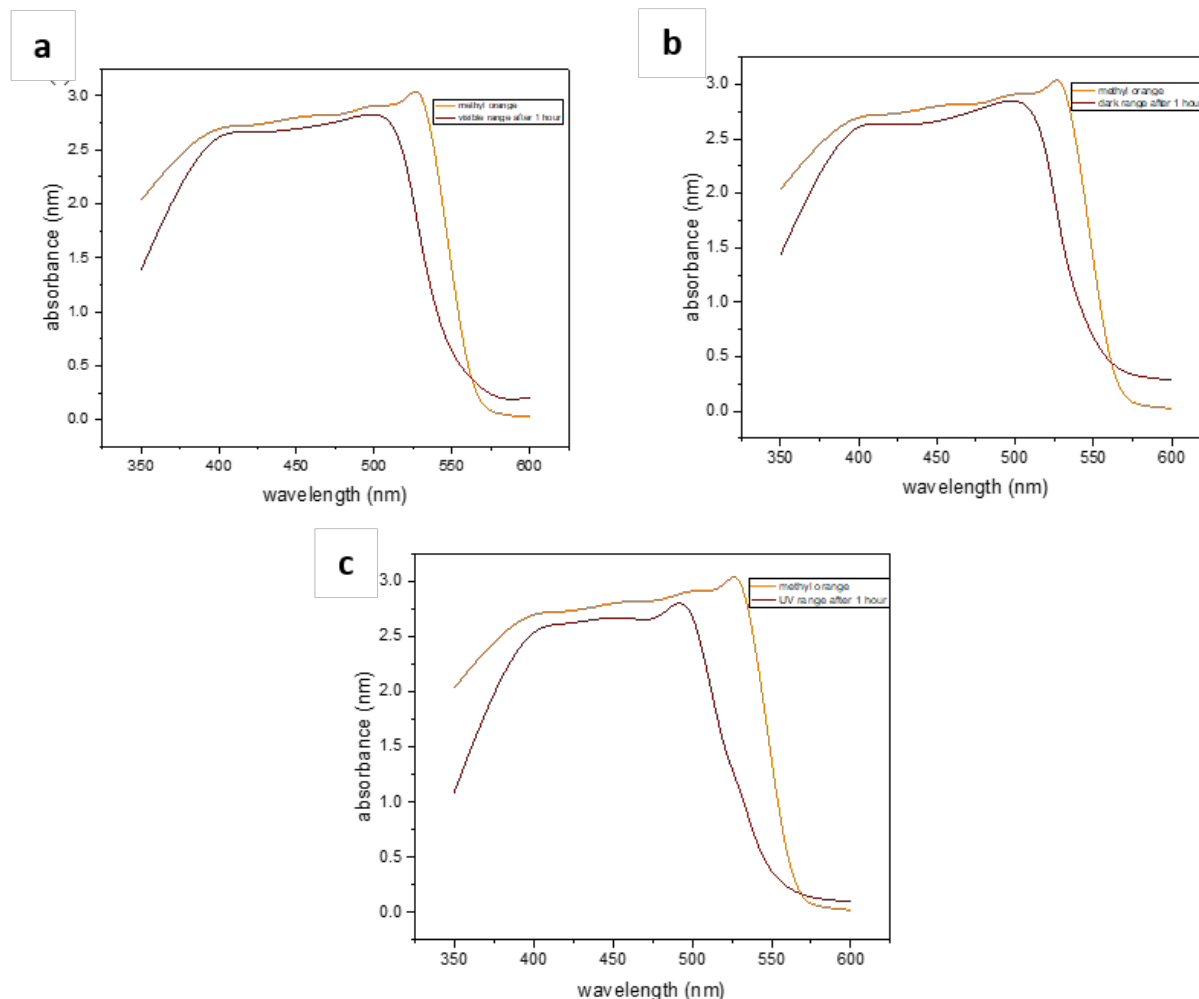 a
3.0
2.5
2.0
1.5
1.0
0.5
0.0
absorbance (nm)
methyl orange
visible range after 1 hour
350 400 450 500 550 600
wavelength (nm)
b
3.0
2.5
2.0
1.5
1.0
0.5
0.0
absorbance (nm)
methyl orange
dark range after 1 hour
350 400 450 500 550 600
wavelength (nm)
c
3.0
2.5
2.0
1.5
1.0
0.5
0.0
absorbance (nm)
methyl orange
UV range after 1 hour
350 400 450 500 550 600
wavelength (nm)